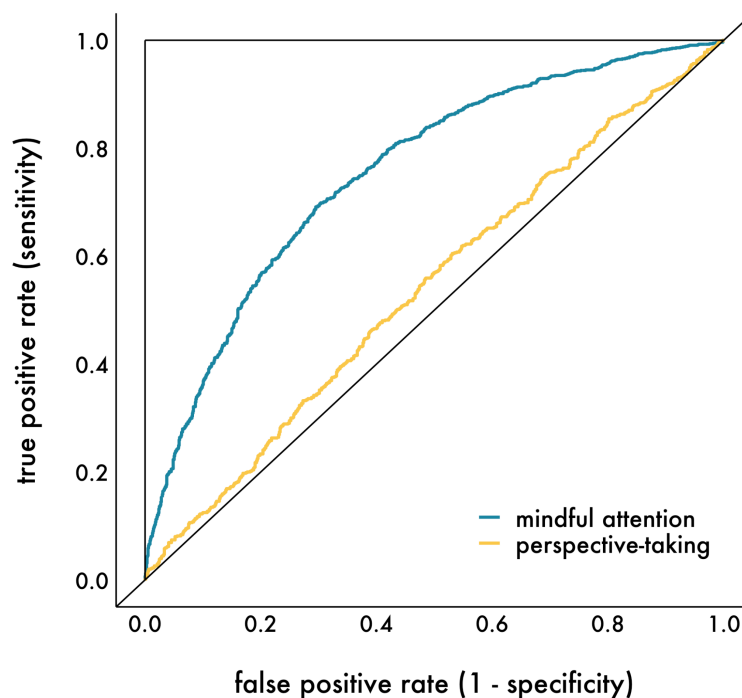 true positive rate (sensitivity)
1.0
0.8
0.6
0.4
0.2
0.0
mindful attention
perspective-taking
0.0 0.2 0.4 0.6 0.8 1.0
false positive rate (1 - specificity)